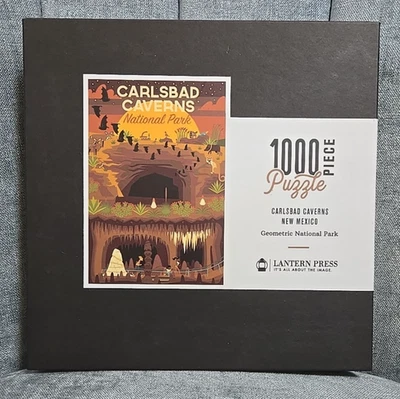 CARLSBAD
CAVERNS
National Park
1000
PIECE
Puzzle
CARLSBAD CAVERNS
NEW MEXICO
Geometric National Park
LANTERN PRESS
IT'S ALL ABOUT THE IMAGE.